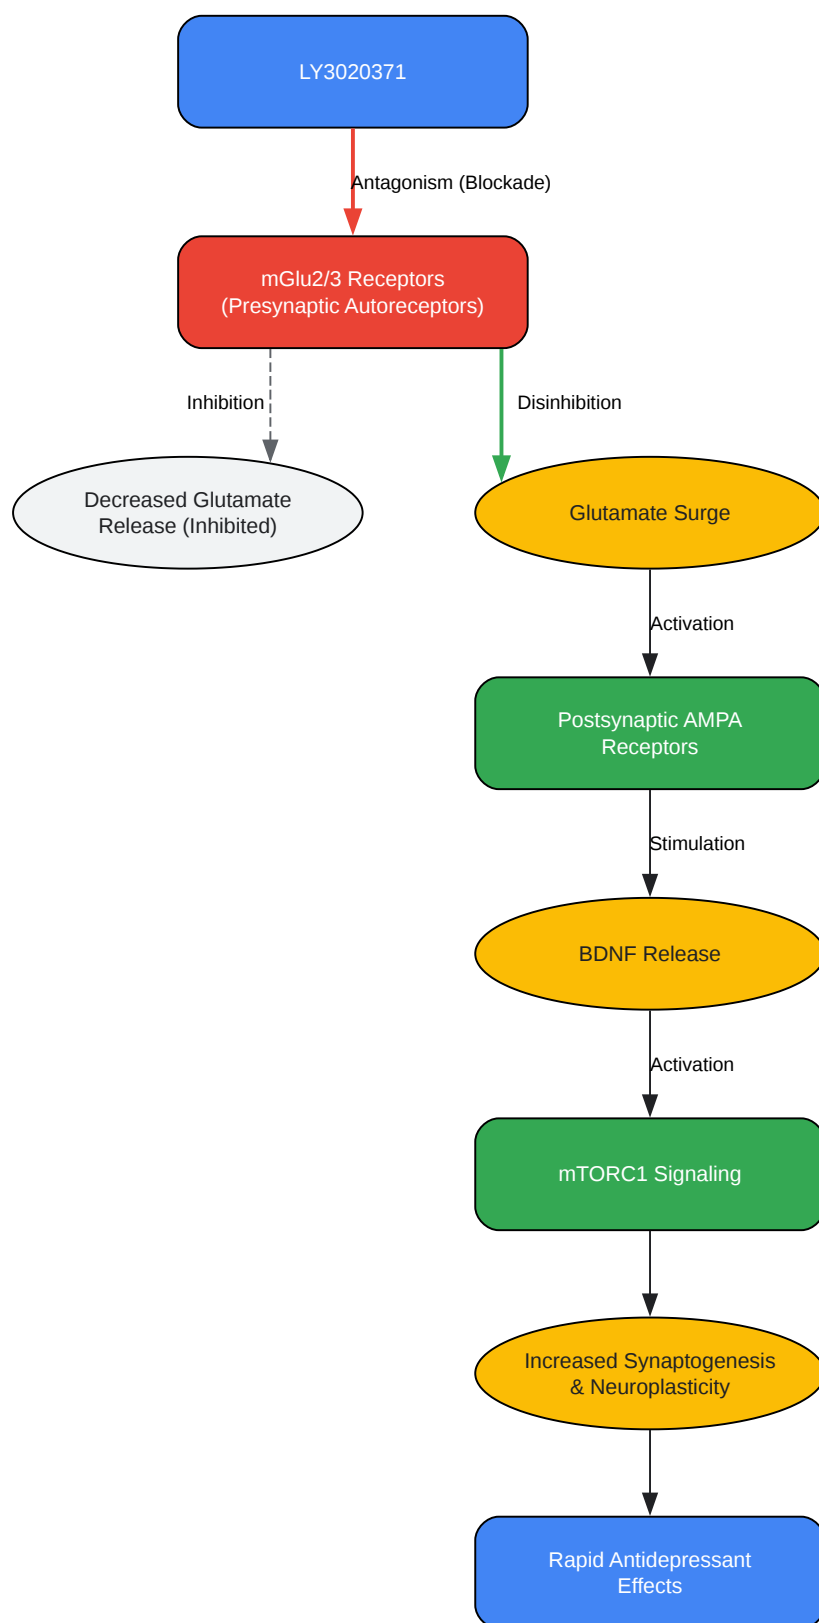 LY3020371
Antagonism (Blockade)
mGlu2/3 Receptors
(Presynaptic Autoreceptors)
Inhibition
Disinhibition
Decreased Glutamate
Release (Inhibited)
Glutamate Surge
Activation
Postsynaptic AMPA
Receptors
Stimulation
BDNF Release
Activation
mTORC1 Signaling
Increased Synaptogenesis
& Neuroplasticity
Rapid Antidepressant
Effects